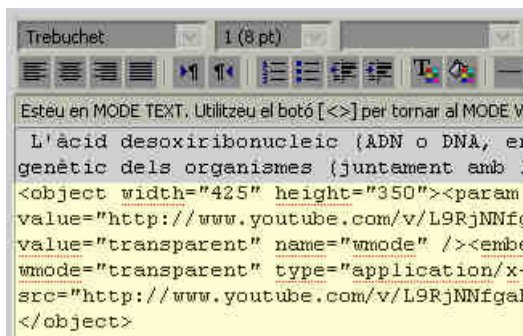 Trebuchet 1 (8 pt)
Esteu en MODE TEXT. Utilitzeu el botó [<>] per tornar al MODE V
L'àcid desoxiribonucleic (ADN o DNA, en
genètic dels organismes (juntament amb
<object width="425" height="350"><param
value="http://www.youtube.com/v/L9RjNNfg
value="transparent" name="wmode" /><embe
wmode="transparent" type="application/x-
src="http://www.youtube.com/v/L9RjNNfgaH
</object>